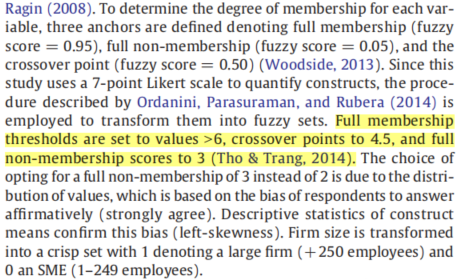 Ragin (2008). To determine the degree of membership for each var-
iable, three anchors are defined denoting full membership (fuzzy
score = 0.95), full non-membership (fuzzy score = 0.05), and the
crossover point (fuzzy score = 0.50) (Woodside, 2013). Since this
study uses a 7-point Likert scale to quantify constructs, the proce-
dure described by Ordanini, Parasuraman, and Rubera (2014) is
employed to transform them into fuzzy sets. Full membership
thresholds are set to values >6, crossover points to 4.5, and full
non-membership scores to 3 (Tho & Trang, 2014). The choice of
opting for a full non-membership of 3 instead of 2 is due to the distri-
bution of values, which is based on the bias of respondents to answer
affirmatively (strongly agree). Descriptive statistics of construct
means confirm this bias (left-skewness). Firm size is transformed
into a crisp set with 1 denoting a large firm (+250 employees) and
0 an SME (1–249 employees).